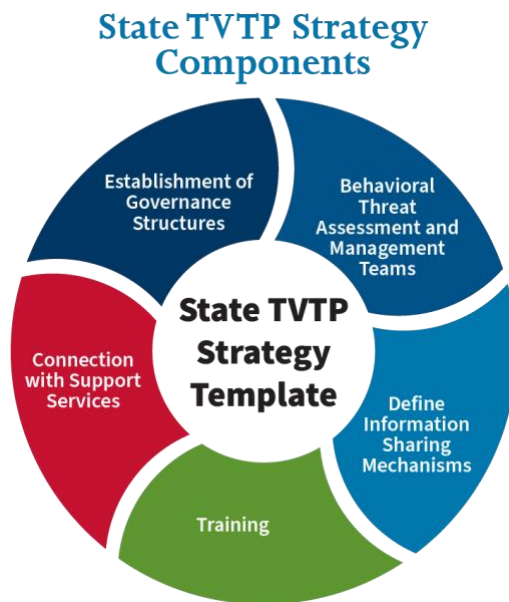 State TVTP Strategy
Components
Establishment of
Governance
Structures
Behavioral
Threat
Assessment and
Management
Teams
State TVTP
Strategy
Template
Connection
with Support
Services
Define
Information
Sharing
Mechanisms
Training